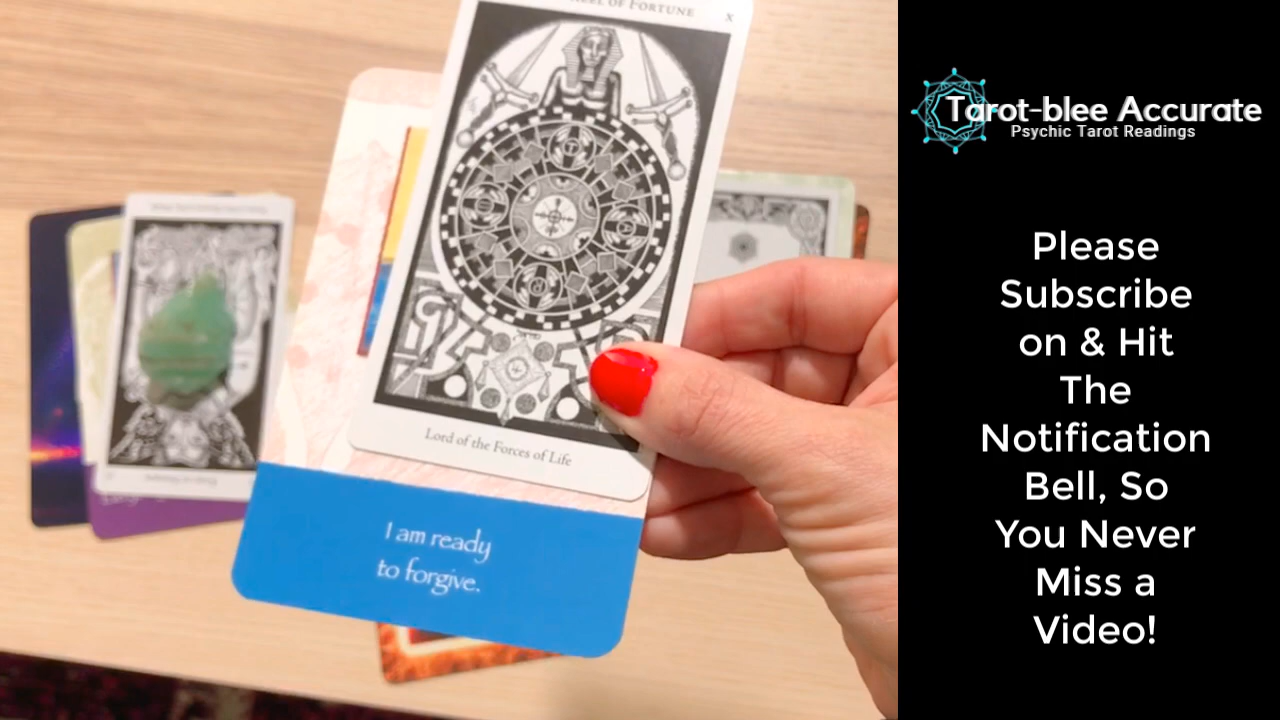 OF FORTUNE
X
Lord of the Forces of Life
I am ready
to forgive.
Tarot-blee Accurate
Psychic Tarot Readings
Please
Subscribe
on & Hit
The
Notification
Bell, So
You Never
Miss a
Video!